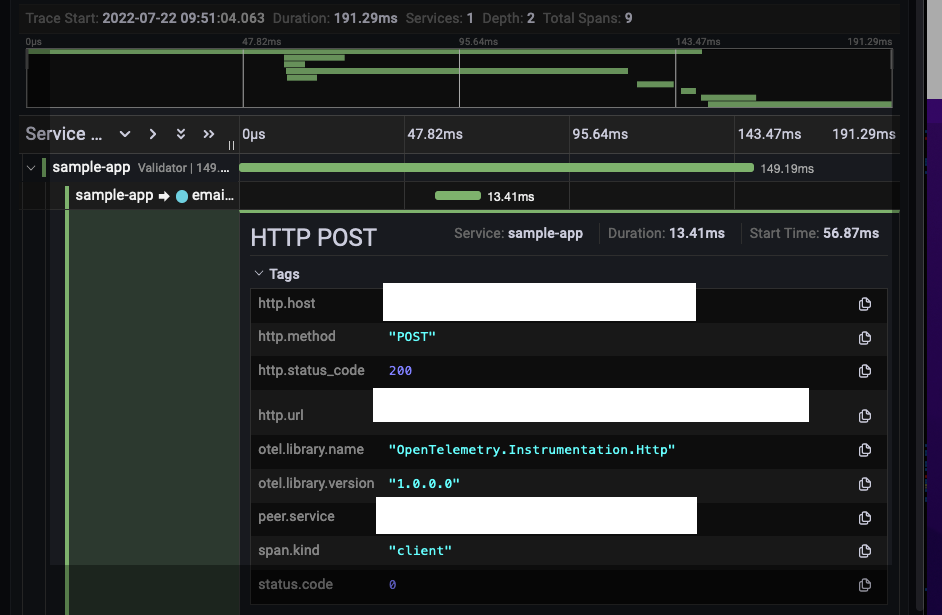 Trace Start: 2022-07-22 09:51:04.063 Duration: 191.29ms Services: 1 Depth: 2 Total Spans: 9
0μs 47.82ms 95.64ms 143.47ms 191.29ms
Service ... 0μs 47.82ms 95.64ms 143.47ms 191.29ms
sample-app Validator | 149.... 149.19ms
sample-app emai... 13.41ms
HTTP POST Service: sample-app Duration: 13.41ms Start Time: 56.87ms
Tags
http.host
http.method "POST"
http.status_code 200
http.url
otel.library.name "OpenTelemetry.Instrumentation.Http"
otel.library.version "1.0.0.0"
peer.service
span.kind "client"
status.code 0